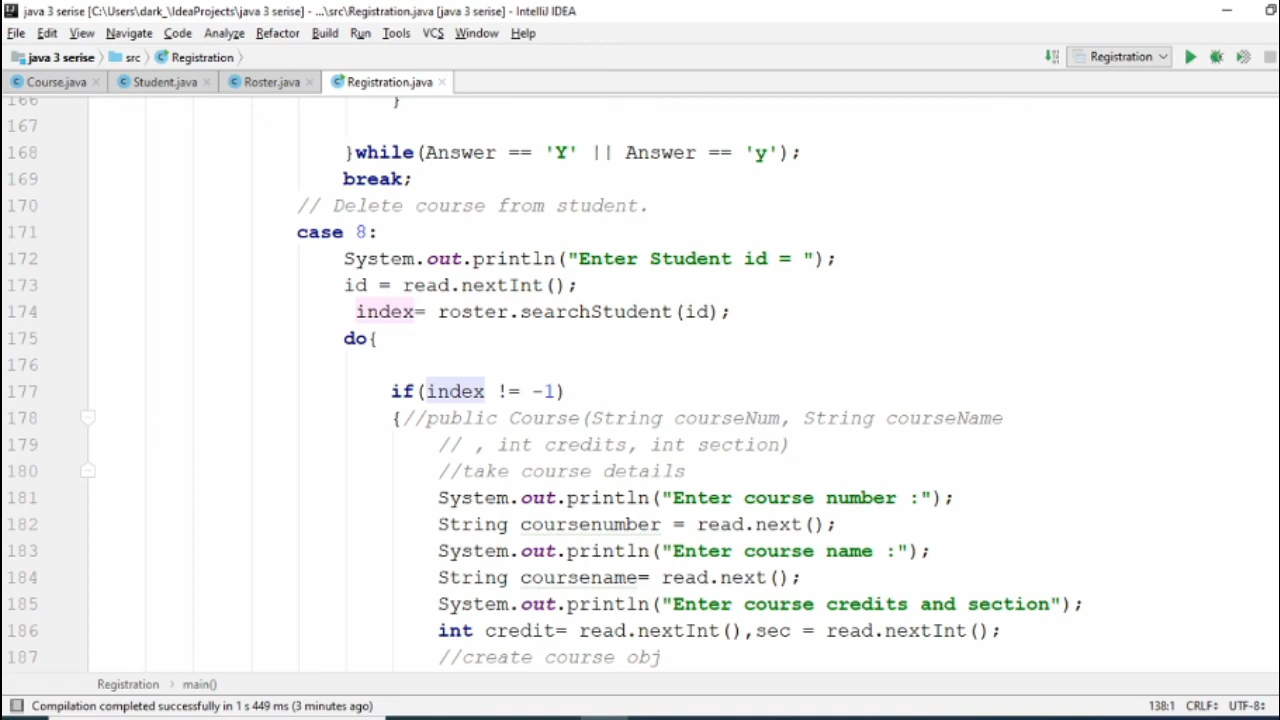 java 3 serise [C:\Users\dark_\IdeaProjects\java 3 serise] - ...\src\Registration.java [java 3 serise] - IntelliJ IDEA
File Edit View Navigate Code Analyze Refactor Build Run Tools VCS Window Help
java 3 serise src Registration Registration
Course.java Student.java Roster.java Registration.java
166 }
167
168 }while(Answer == 'Y' || Answer == 'y');
169 break;
170 // Delete course from student.
171 case 8:
172 System.out.println("Enter Student id = ");
173 id = read.nextInt();
174 index= roster.searchStudent(id);
175 do{
176
177 if(index != -1)
178 {//public Course(String courseNum, String courseName
179 // , int credits, int section)
180 //take course details
181 System.out.println("Enter course number :");
182 String coursenumber = read.next();
183 System.out.println("Enter course name :");
184 String coursename= read.next();
185 System.out.println("Enter course credits and section");
186 int credit= read.nextInt(),sec = read.nextInt();
187 //create course obj
Registration main()
Compilation completed successfully in 1 s 449 ms (3 minutes ago) 138:1 CRLF UTF-8